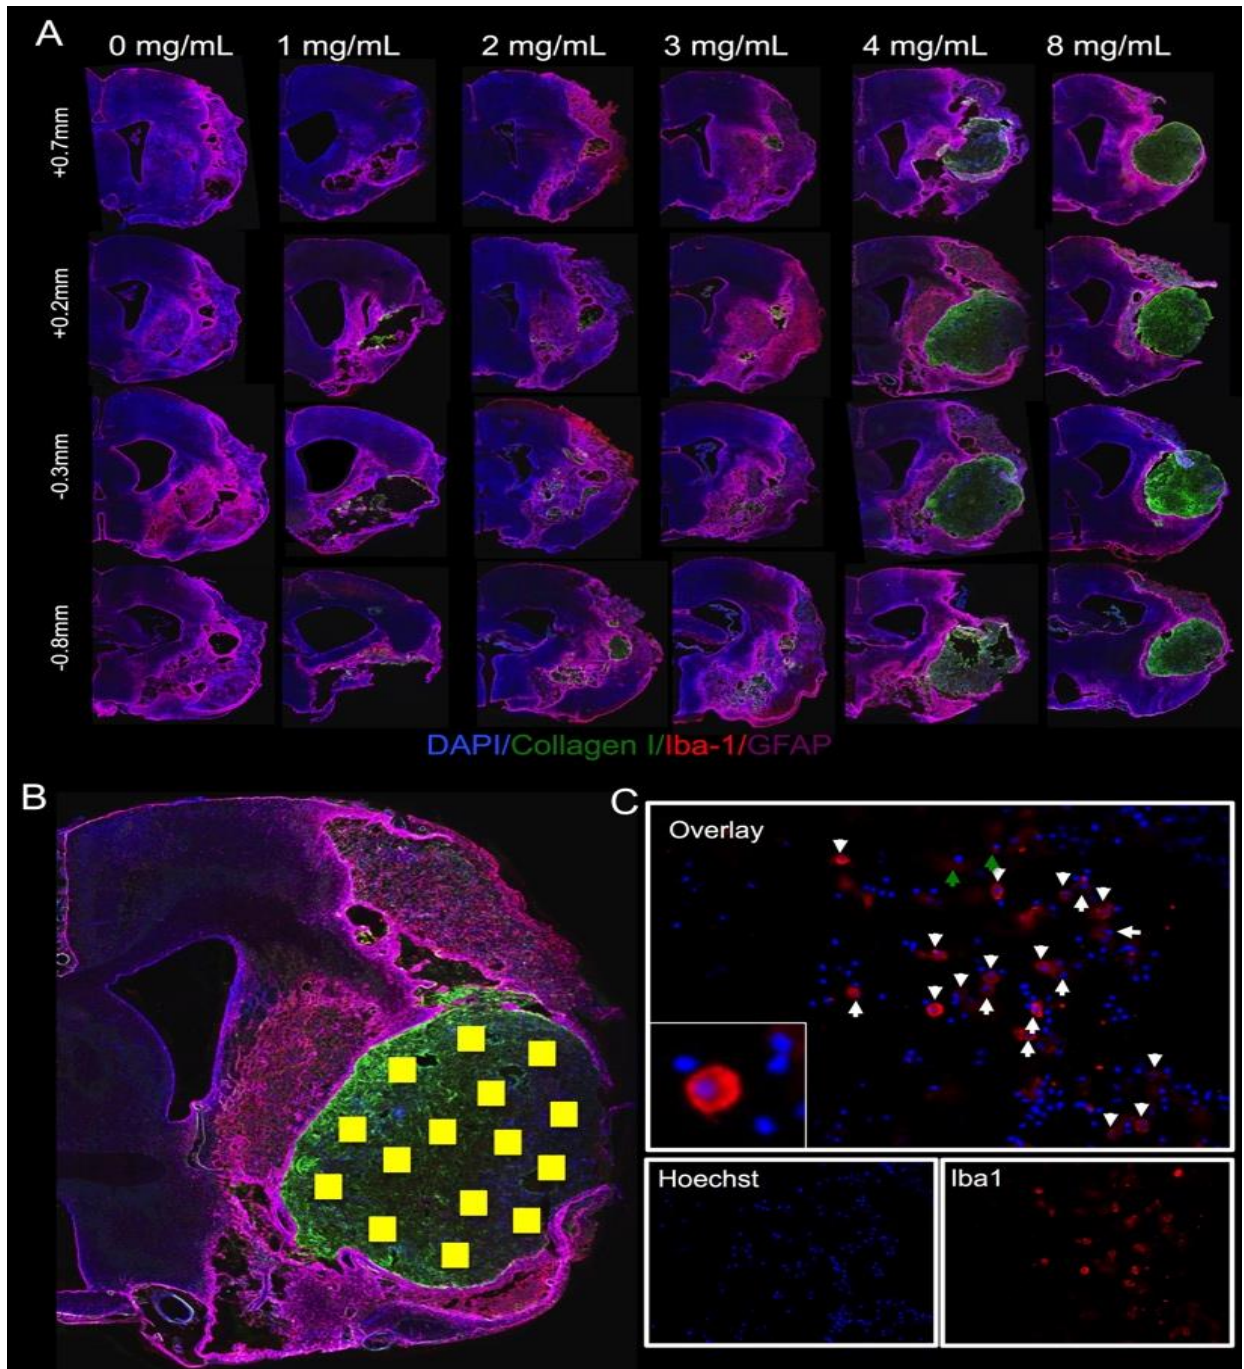 A
0 mg/mL 1 mg/mL 2 mg/mL 3 mg/mL 4 mg/mL 8 mg/mL
+0.7mm
+0.2mm
-0.3mm
-0.8mm
DAPI/Collagen I/Iba-1/GFAP
B
C
Overlay
Hoechst
Iba1